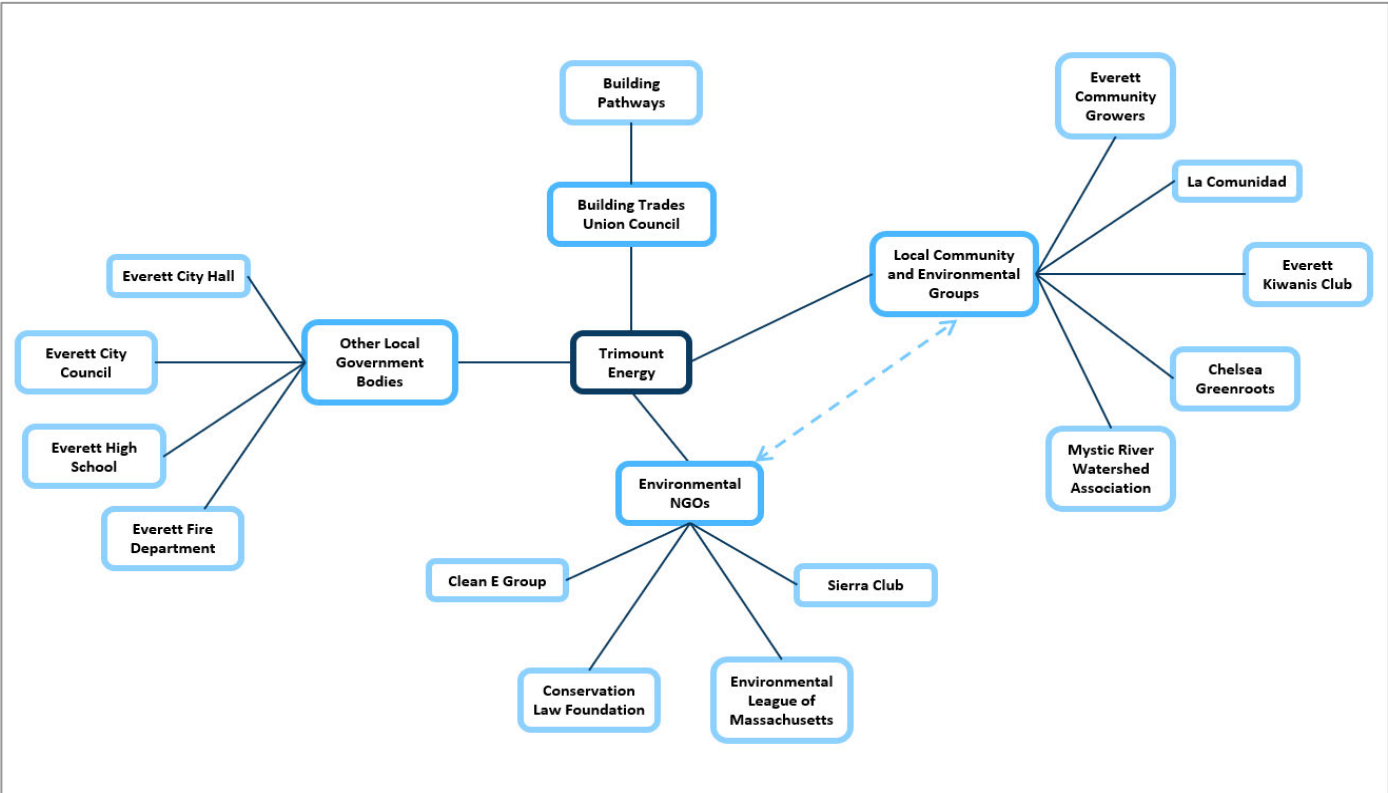 Building
Pathways
Everett
Community
Growers
La Comunidad
Building Trades
Union Council
Local Community
and Environmental
Groups
Everett
Kiwanis Club
Everett City Hall
Everett City
Council
Other Local
Government
Bodies
Trimount
Energy
Chelsea
Greenroots
Everett High
School
Mystic River
Watershed
Association
Environmental
NGOs
Everett Fire
Department
Clean E Group
Sierra Club
Conservation
Law Foundation
Environmental
League of
Massachusetts